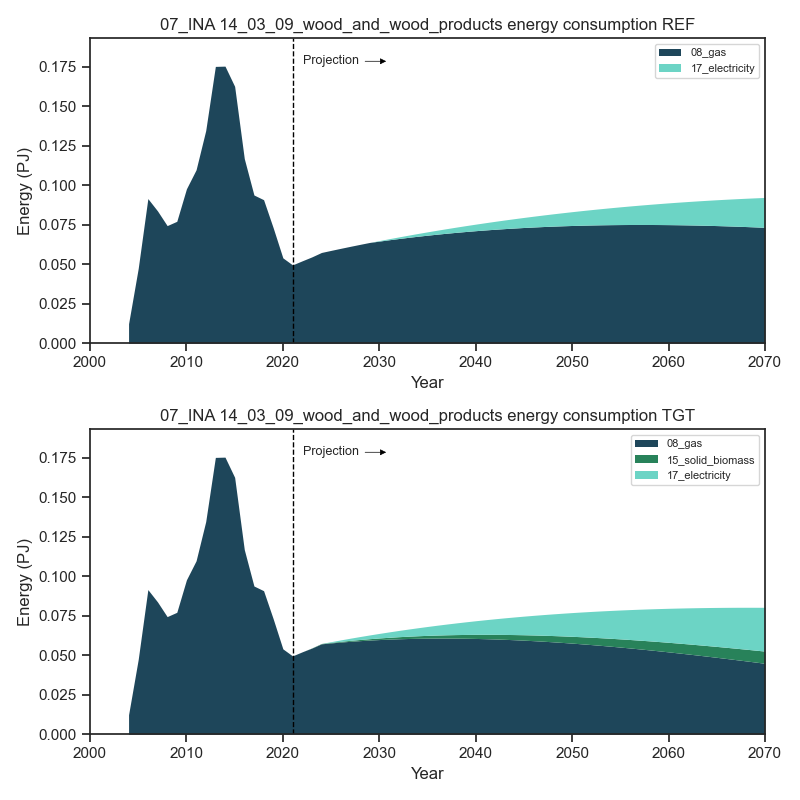 07_INA 14_03_09_wood_and_wood_products energy consumption REF
08_gas
17_electricity
Projection
Energy (PJ)
0.175
0.150
0.125
0.100
0.075
0.050
0.025
0.000
2000 2010 2020 2030 2040 2050 2060 2070
Year
07_INA 14_03_09_wood_and_wood_products energy consumption TGT
08_gas
15_solid_biomass
17_electricity
Projection
Energy (PJ)
0.175
0.150
0.125
0.100
0.075
0.050
0.025
0.000
2000 2010 2020 2030 2040 2050 2060 2070
Year